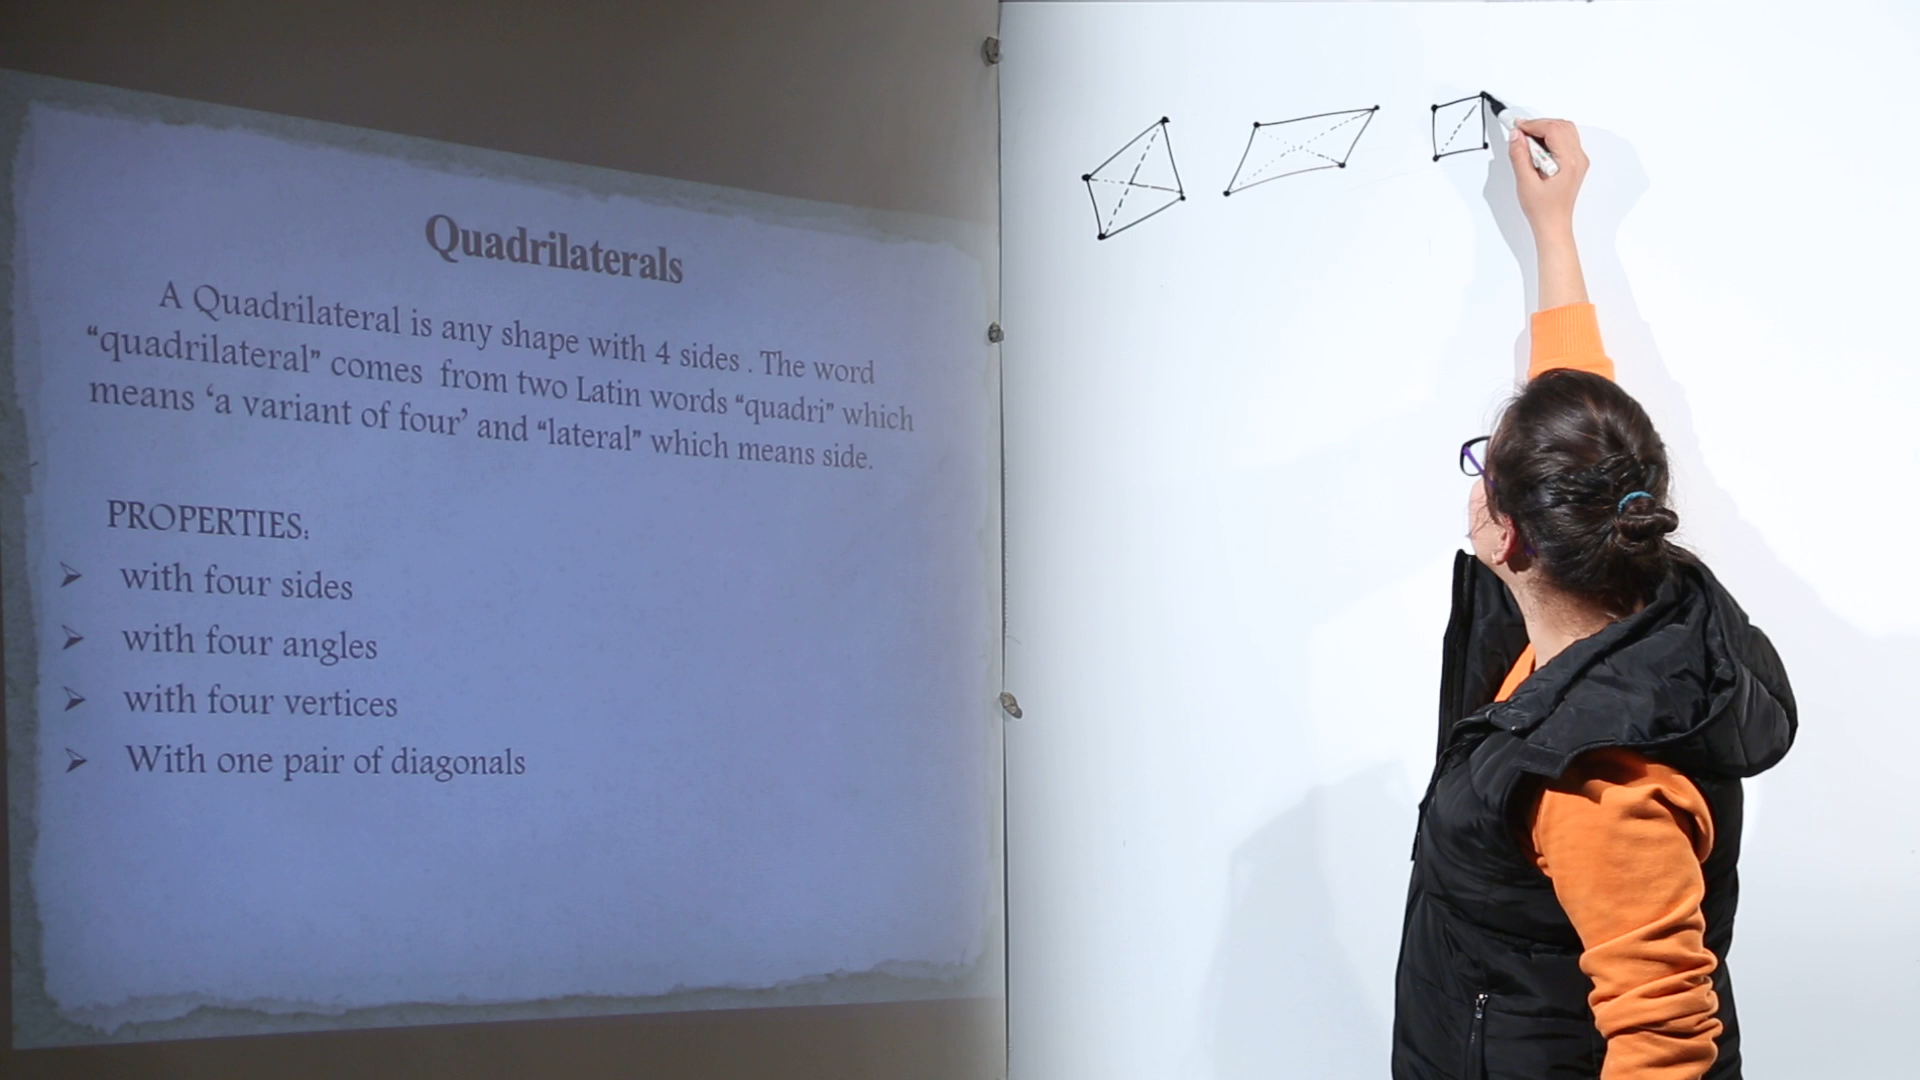 Quadrilaterals
A Quadrilateral is any shape with 4 sides . The word
“quadrilateral” comes from two Latin words “quadri” which
means ‘a variant of four’ and “lateral” which means side.
PROPERTIES:
➢ with four sides
➢ with four angles
➢ with four vertices
➢ With one pair of diagonals